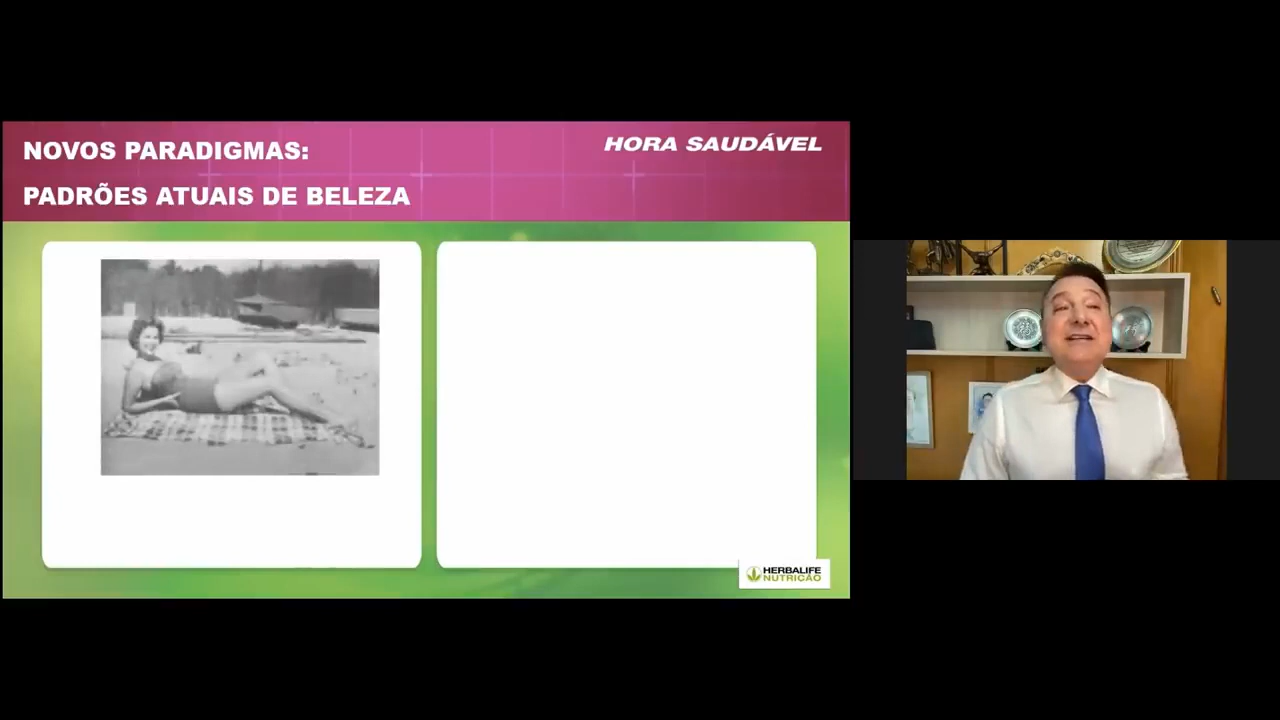 NOVOS PARADIGMAS:
PADRÕES ATUAIS DE BELEZA
HORA SAUDÁVEL
HERBALIFE
NUTRIÇÃO